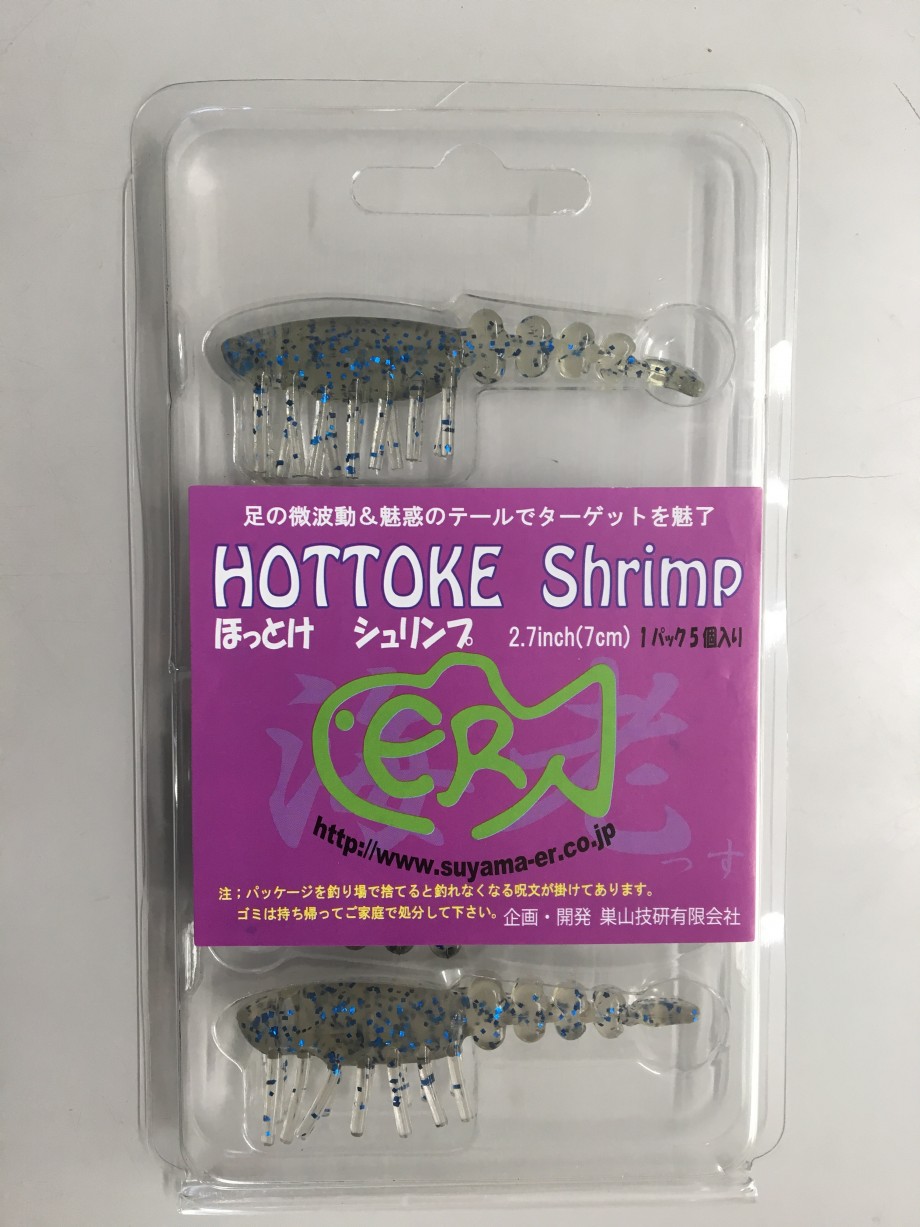 足の微波動＆魅惑のテールでターゲットを魅了
HOTTOKE Shrimp
ほっとけ シュリンプ 2.7inch(7cm) 1パック5個入り
海老
ER
http://www.suyama-er.co.jp
っす
注；パッケージを釣り場で捨てると釣れなくなる呪文が掛けてあります。
ゴミは持ち帰ってご家庭で処分して下さい。 企画・開発 巣山技研有限会社